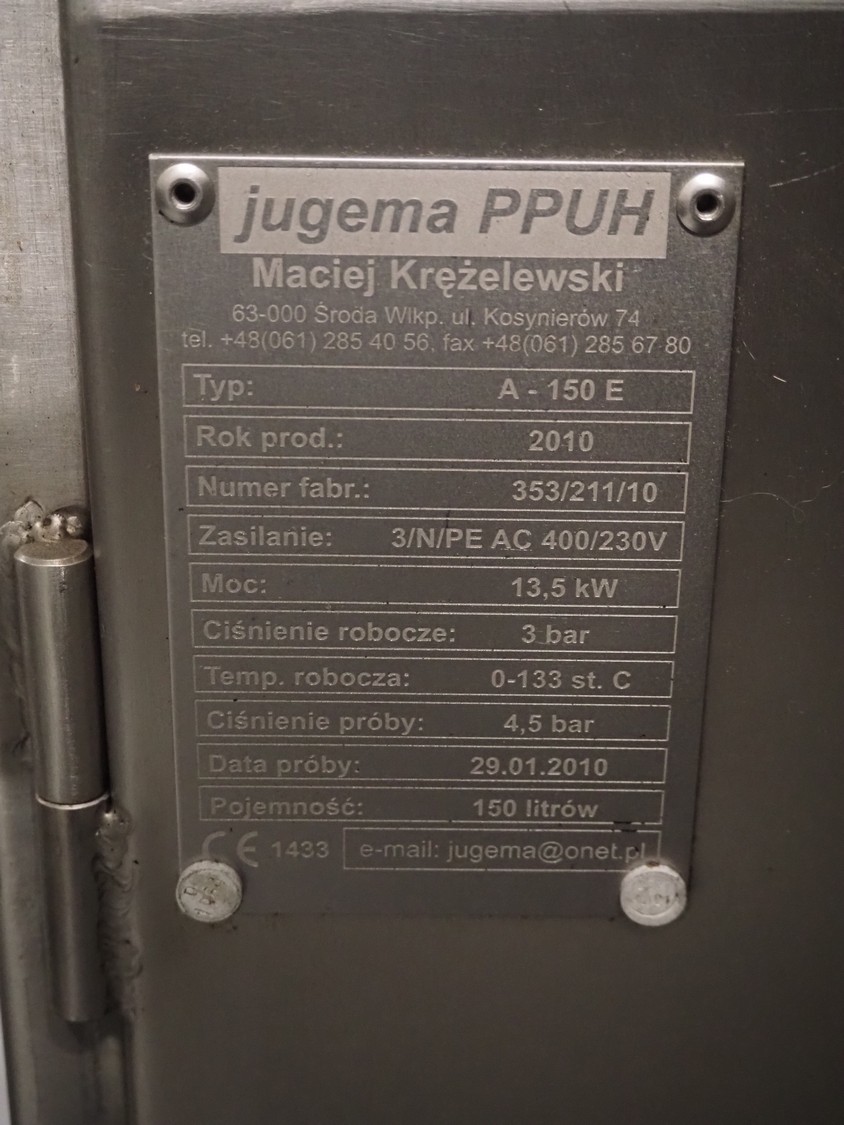 jugema PPUH
Maciej Krężelewski
63-000 Środa Wlkp. ul. Kosynierów 74
tel. +48(061) 285 40 56, fax +48(061) 285 67 80
Typ: A - 150 E
Rok prod.: 2010
Numer fabr.: 353/211/10
Zasilanie: 3/N/PE AC 400/230V
Moc: 13,5 kW
Ciśnienie robocze: 3 bar
Temp. robocza: 0-133 st. C
Ciśnienie próby: 4,5 bar
Data próby: 29.01.2010
Pojemność: 150 litrów
CE 1433 e-mail: jugema@onet.pl